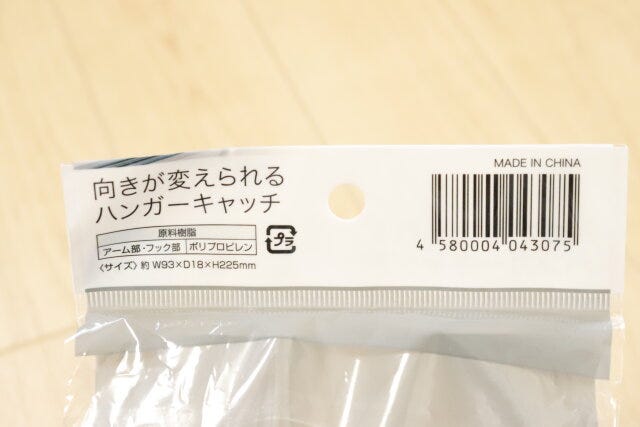 向きが変えられる
ハンガーキャッチ
原料樹脂
アーム部・フック部 ポリプロピレン
プラ
〈サイズ〉約 W93×D18×H225mm
MADE IN CHINA
4 580004 043075